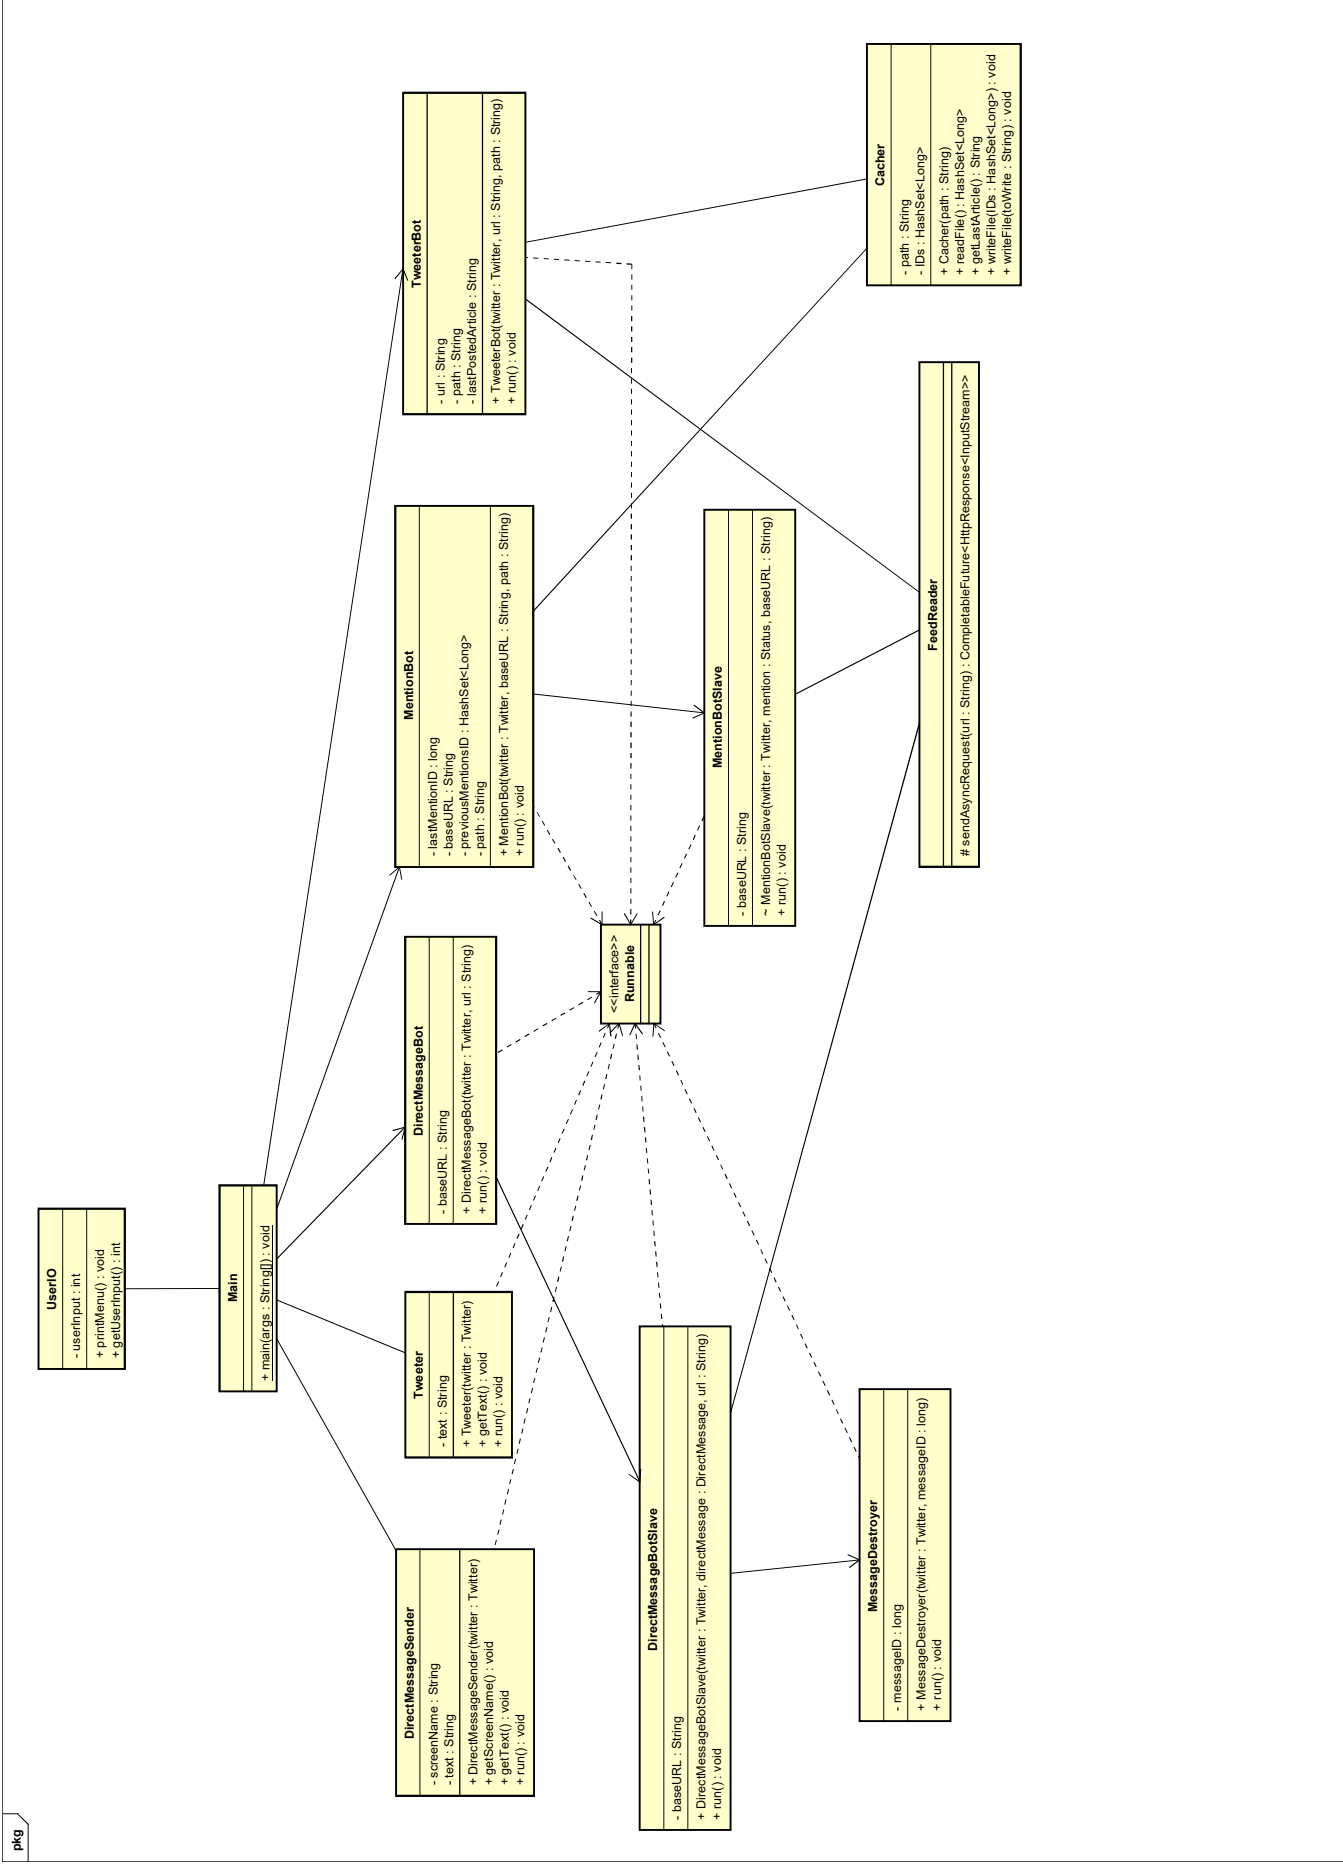 pkg
UserIO
- userInput : int
+ printMenu() : void
+ getUserInput() : int
Main
+ main(args : String[]) : void
DirectMessageSender
- screenName : String
- text : String
+ DirectMessageSender(twitter : Twitter)
+ getScreenName() : void
+ getText() : void
+ run() : void
Tweeter
- text : String
+ Tweeter(twitter : Twitter)
+ getText() : void
+ run() : void
DirectMessageBot
- baseURL : String
+ DirectMessageBot(twitter : Twitter, url : String)
+ run() : void
MentionBot
- lastMentionID : long
- baseURL : String
- previousMentionsID : HashSet<Long>
- path : String
+ MentionBot(twitter : Twitter, baseURL : String, path : String)
+ run() : void
TweeterBot
- url : String
- path : String
- lastPostedArticle : String
+ TweeterBot(twitter : Twitter, url : String, path : String)
+ run() : void
<<interface>>
Runnable
DirectMessageBotSlave
- baseURL : String
+ DirectMessageBotSlave(twitter : Twitter, directMessage : DirectMessage, url : String)
+ run() : void
MentionBotSlave
- baseURL : String
~ MentionBotSlave(twitter : Twitter, mention : Status, baseURL : String)
+ run() : void
MessageDestroyer
- messageID : long
+ MessageDestroyer(twitter : Twitter, messageID : long)
+ run() : void
FeedReader
# sendAsyncRequest(url : String) : CompletableFuture<HttpResponse<InputStream>>
Cacher
- path : String
- IDs : HashSet<Long>
+ Cacher(path : String)
+ readFile() : HashSet<Long>
+ getLastArticle() : String
+ writeFile(IDs : HashSet<Long>) : void
+ writeFile(toWrite : String) : void